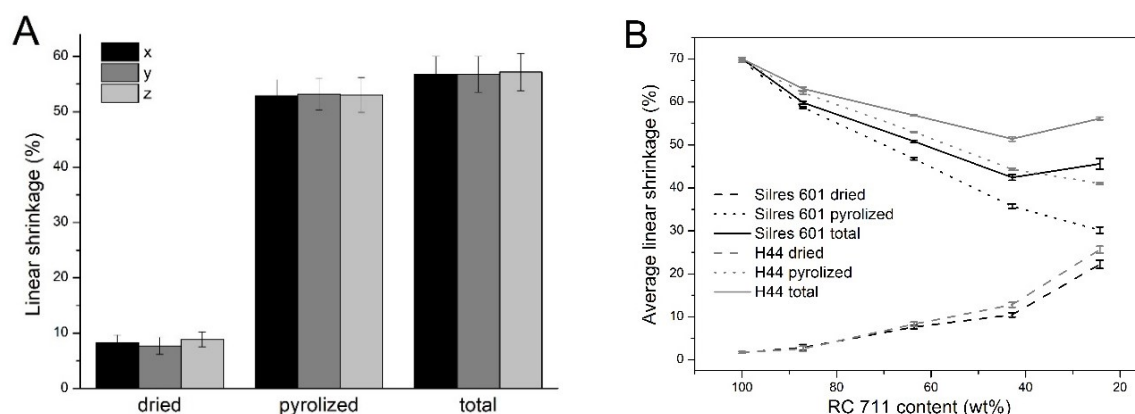 A
x
y
z
60
50
40
30
20
10
0
Linear shrinkage (%)
dried pyrolized total
B
70
60
50
40
30
20
10
0
Average linear shrinkage (%)
Silres 601 dried
Silres 601 pyrolized
Silres 601 total
H44 dried
H44 pyrolized
H44 total
100 80 60 40 20
RC 711 content (wt%)